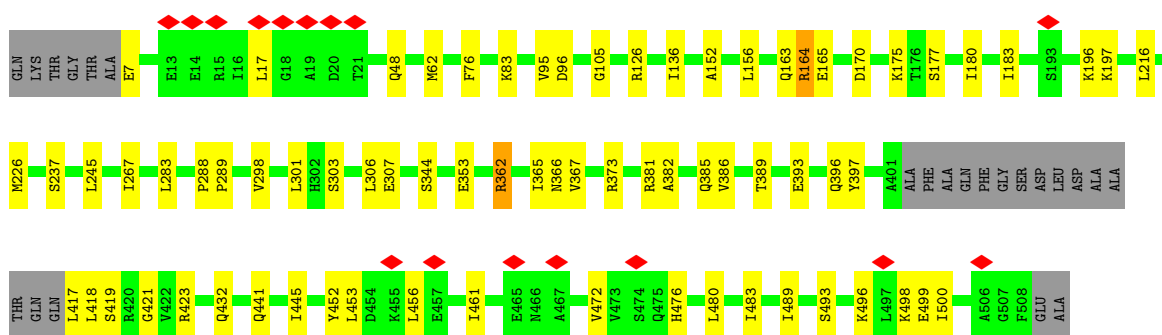 GLN LYS THR GLY THR ALA E7 E13 E14 R15 I16 L17 G18 A19 D20 T21 Q48 M62 F76 K83 V95 D96 G105 R126 I136 A152 L156 Q163 R164 E165 D170 K175 T176 S177 I180 I183 S193 K196 K197 L216
M226 S237 L245 I267 L283 P288 P289 V298 L301 H302 S303 L306 E307 S344 E353 R362 I365 N366 V367 R373 R381 A382 Q385 V386 T389 E393 Q396 Y397 A401 ALA PHE ALA GLN PHE GLY SER ASP LEU ASP ALA ALA
THR GLN GLN L417 L418 S419 R420 G421 V422 R423 Q432 Q441 I445 Y452 L453 D454 K455 L456 E457 I461 E465 N466 A467 V472 V473 S474 Q475 H476 L480 I483 I489 S493 K496 L497 K498 E499 I500 A506 G507 F508 GLU ALA